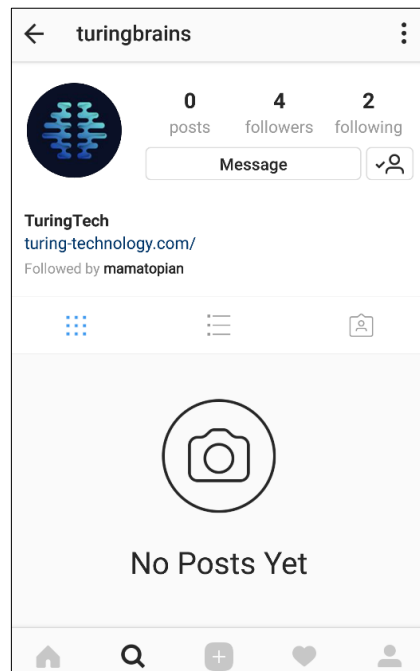 turingbrains
0 4 2
posts followers following
Message
TuringTech
turing-technology.com/
Followed by mamatopian
No Posts Yet